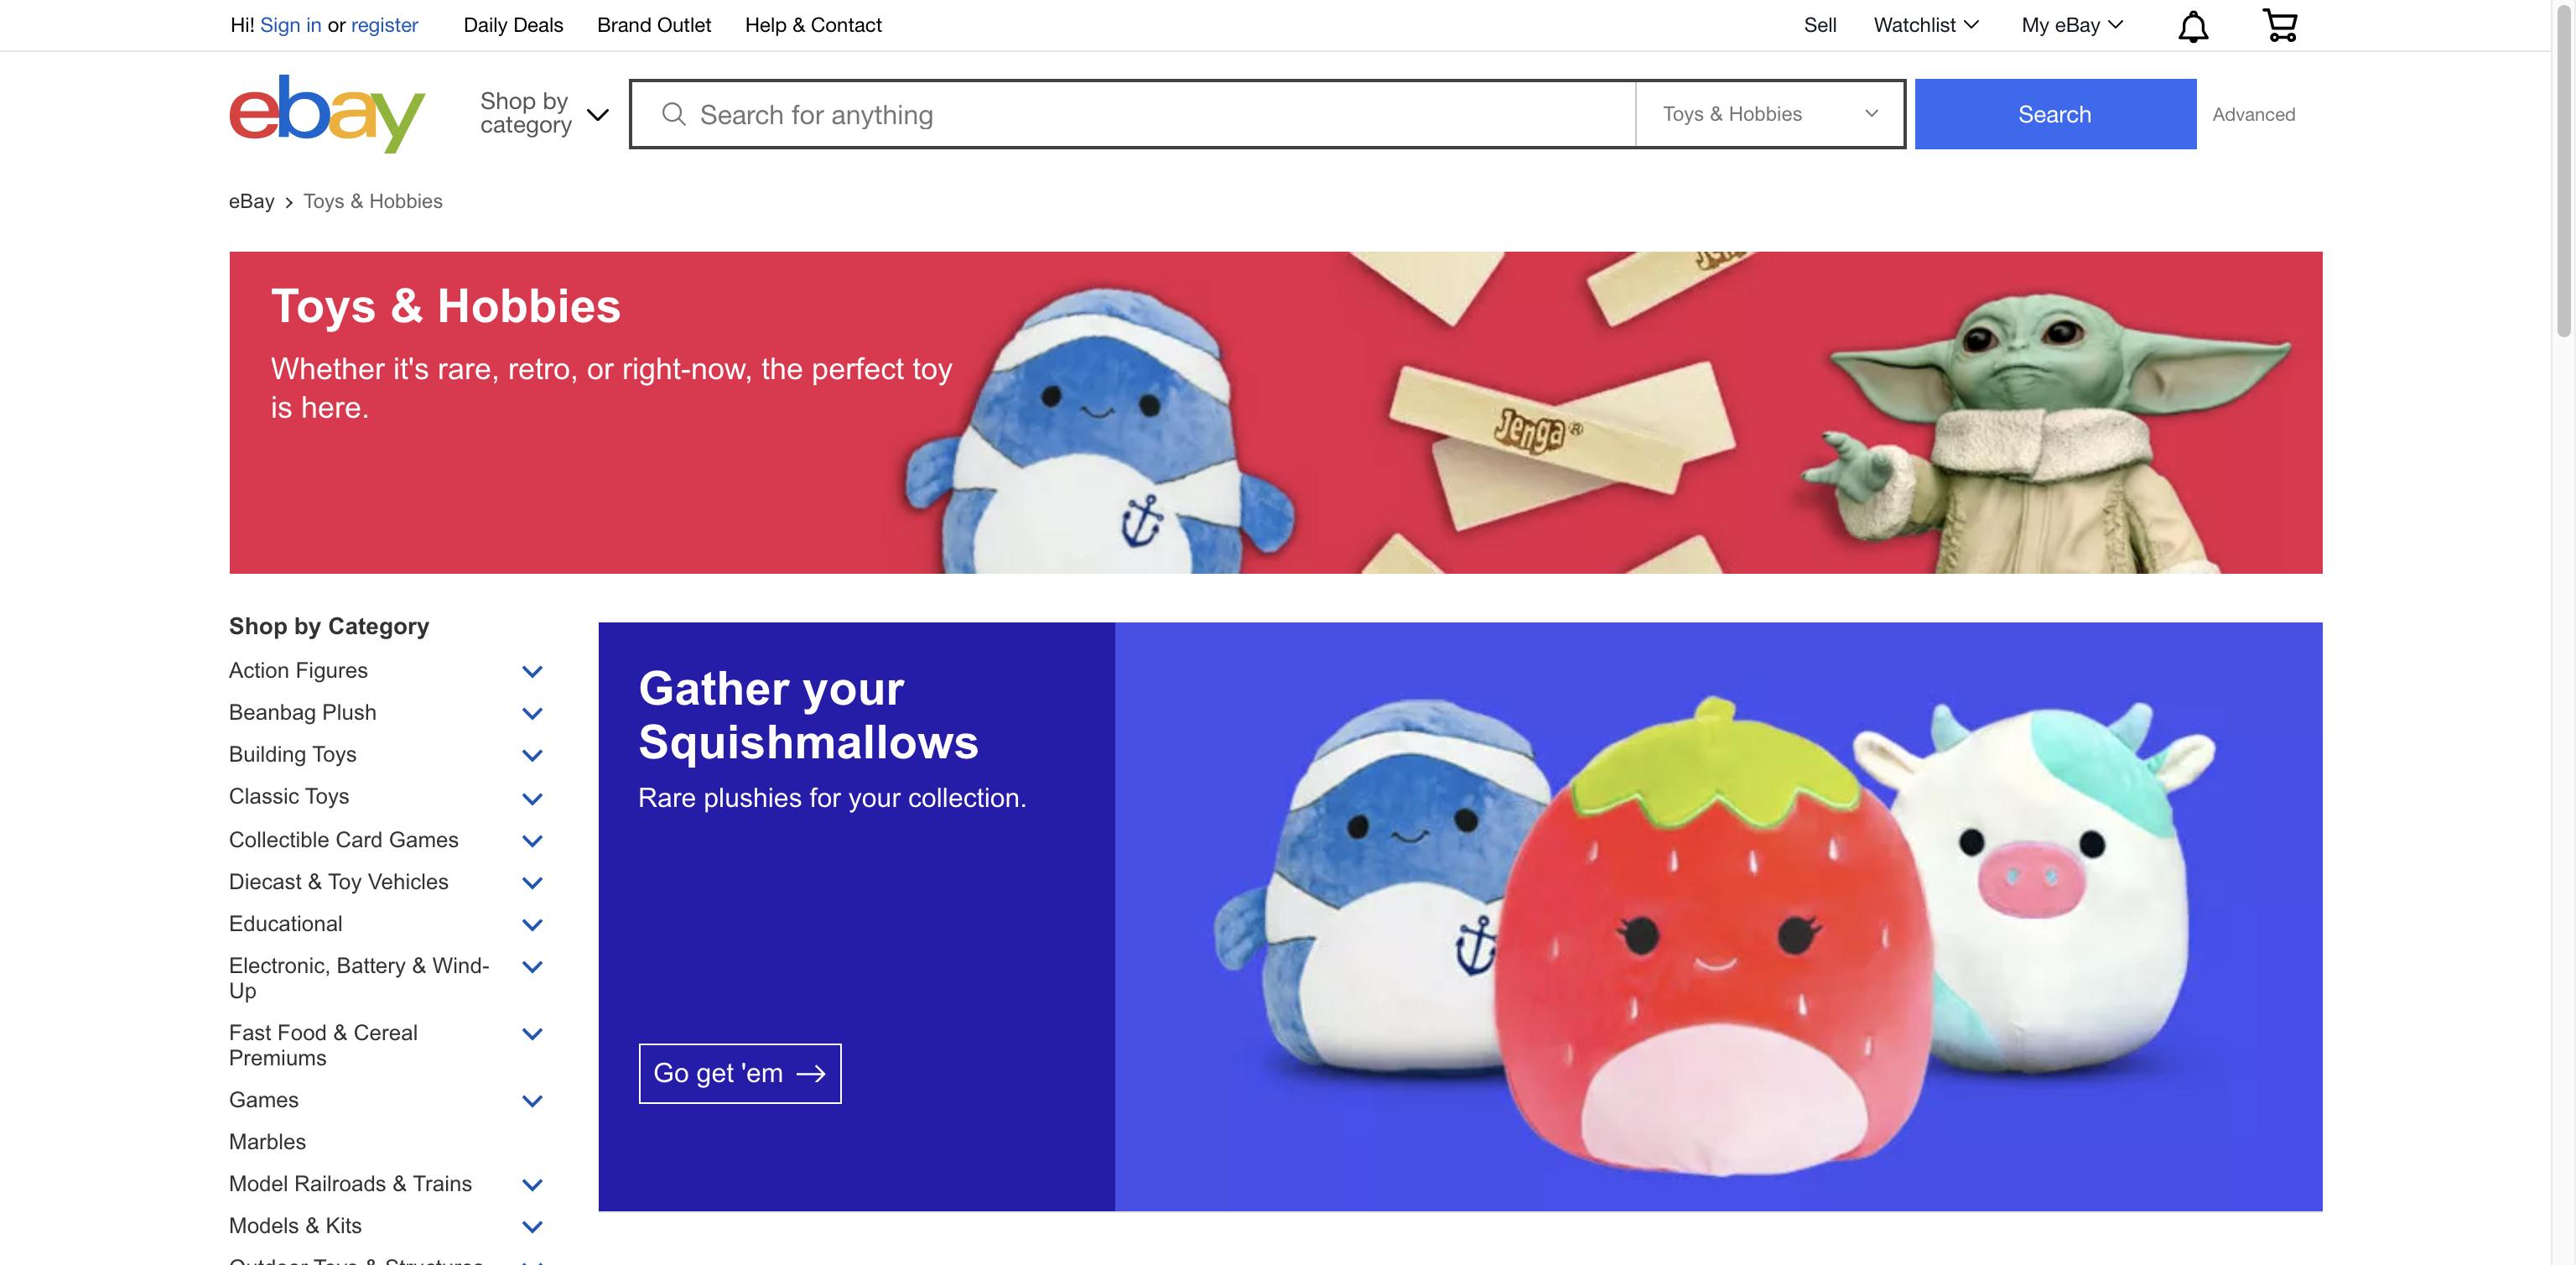 Hi! Sign in or register Daily Deals Brand Outlet Help & Contact Sell Watchlist My eBay
ebay
Shop by
category
Search for anything
Toys & Hobbies
Search
Advanced
eBay > Toys & Hobbies
Toys & Hobbies
Whether it's rare, retro, or right-now, the perfect toy
is here.
Jenga
Jenga®
Shop by Category
Action Figures
Beanbag Plush
Building Toys
Classic Toys
Collectible Card Games
Diecast & Toy Vehicles
Educational
Electronic, Battery & Wind-
Up
Fast Food & Cereal
Premiums
Games
Marbles
Model Railroads & Trains
Models & Kits
Outdoor Toys & Structures
Gather your
Squishmallows
Rare plushies for your collection.
Go get 'em